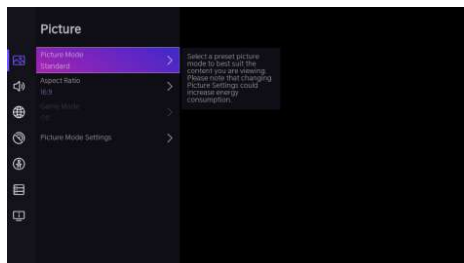 Picture
Picture Mode
Standard
Aspect Ratio
16:9
Game Mode
Off
Picture Mode Settings
Select a preset picture
mode to best suit the
content you are viewing.
Please note that changing
Picture Settings could
increase energy
consumption.